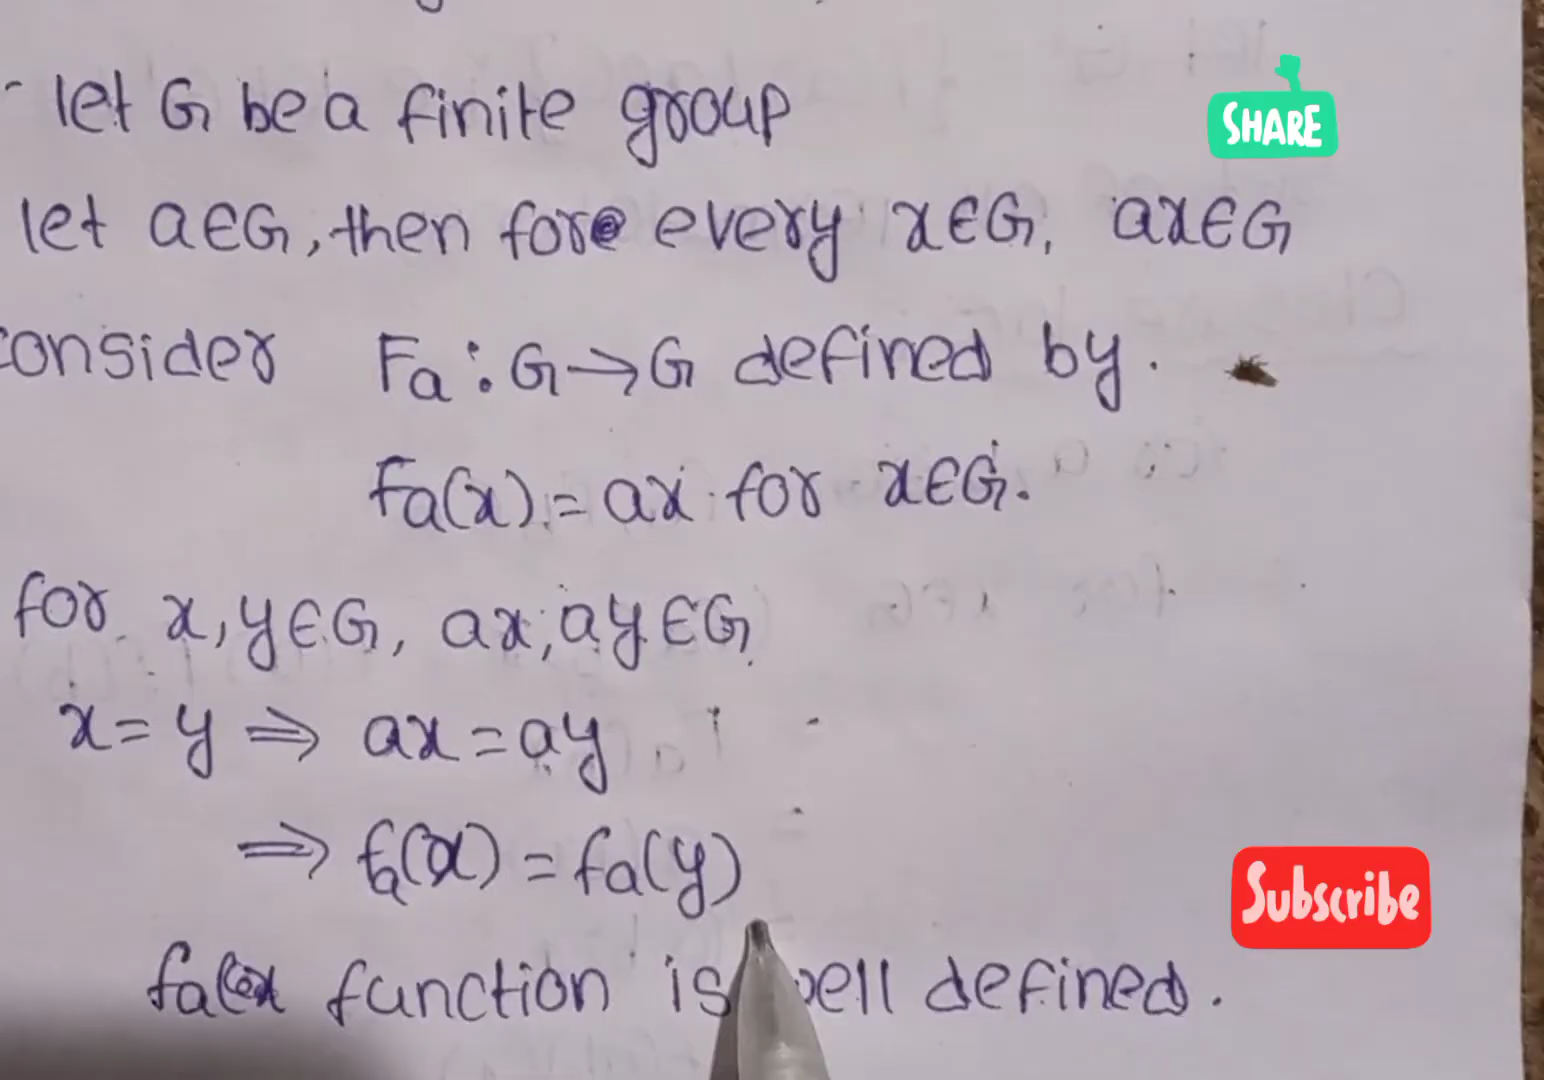 let G be a finite group
SHARE
let a∈G, then for every x∈G, ax∈G
consider Fa : G→G defined by.
Fa(x) = ax for x∈G.
for x, y∈G, ax, ay∈G
x = y ⇒ ax = ay
⇒ fa(x) = fa(y)
Subscribe
fa function is well defined.